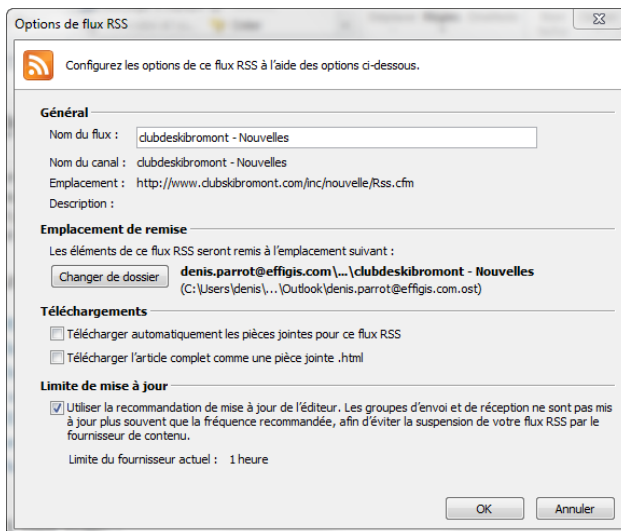 Options de flux RSS
Configurez les options de ce flux RSS à l'aide des options ci-dessous.
Général
Nom du flux : clubdeskibromont - Nouvelles
Nom du canal : clubdeskibromont - Nouvelles
Emplacement : http://www.clubskibromont.com/inc/nouvelle/Rss.cfm
Description :
Emplacement de remise
Les éléments de ce flux RSS seront remis à l'emplacement suivant :
Changer de dossier denis.parrot@effigis.com\...\clubdeskibromont - Nouvelles
(C:\Users\denis\...\Outlook\denis.parrot@effigis.com.ost)
Téléchargements
Télécharger automatiquement les pièces jointes pour ce flux RSS
Télécharger l'article complet comme une pièce jointe .html
Limite de mise à jour
Utiliser la recommandation de mise à jour de l'éditeur. Les groupes d'envoi et de réception ne sont pas mis
à jour plus souvent que la fréquence recommandée, afin d'éviter la suspension de votre flux RSS par le
fournisseur de contenu.
Limite du fournisseur actuel : 1 heure
OK Annuler